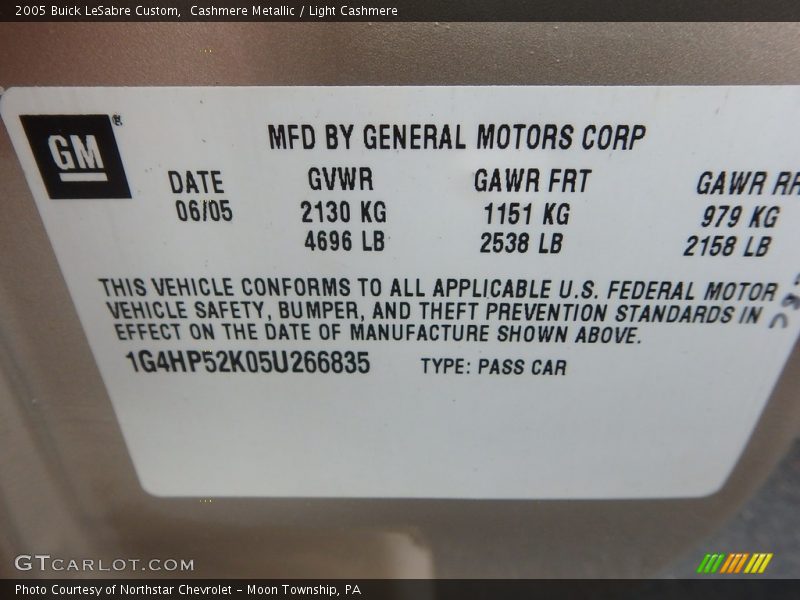 2005 Buick LeSabre Custom,  Cashmere Metallic / Light Cashmere
GM ®
MFD BY GENERAL MOTORS CORP
DATE GVWR GAWR FRT GAWR RR
06/05 2130 KG 1151 KG 979 KG
4696 LB 2538 LB 2158 LB
THIS VEHICLE CONFORMS TO ALL APPLICABLE U.S. FEDERAL MOTOR
VEHICLE SAFETY, BUMPER, AND THEFT PREVENTION STANDARDS IN
EFFECT ON THE DATE OF MANUFACTURE SHOWN ABOVE.
1G4HP52K05U266835 TYPE: PASS CAR
GTCARLOT.COM
Photo Courtesy of Northstar Chevrolet - Moon Township, PA